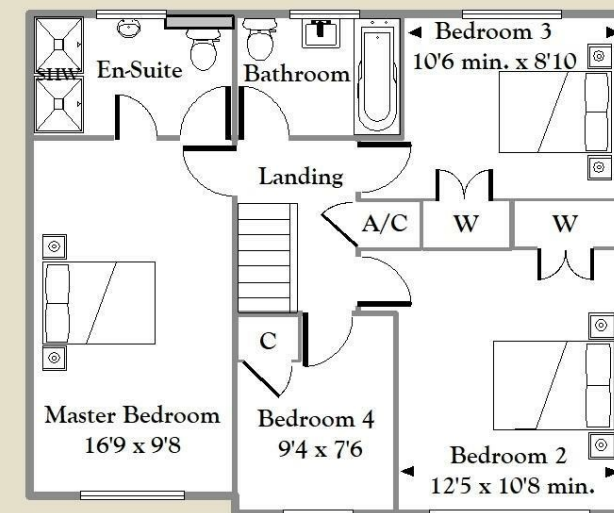 SHW
En-Suite
Bathroom
Bedroom 3
10'6 min. x 8'10
Landing
A/C
W
W
C
Master Bedroom
16'9 x 9'8
Bedroom 4
9'4 x 7'6
Bedroom 2
12'5 x 10'8 min.